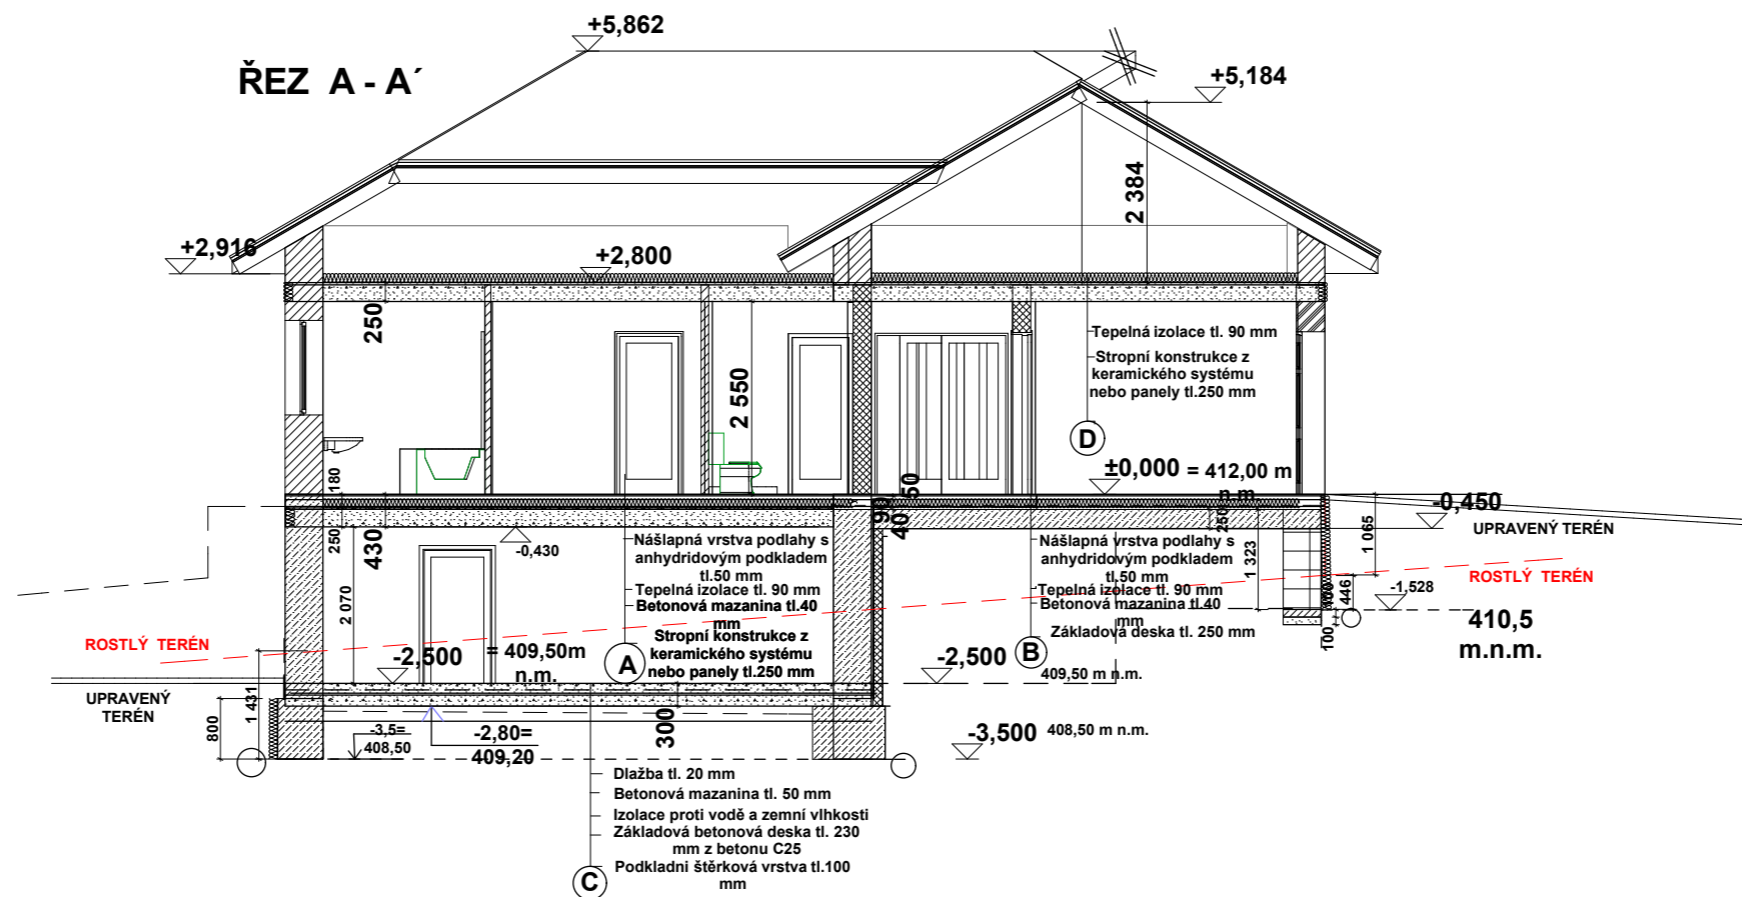 +5,862
ŘEZ A - A´
+5,184
2 384
+2,916
+2,800
250
Tepelná izolace tl. 90 mm
Stropní konstrukce z
keramického systému
nebo panely tl.250 mm
2 550
D
±0,000 = 412,00 m
n.m.
180
50
90
40
250
-0,450
UPRAVENÝ TERÉN
250
430
-0,430
Nášlapná vrstva podlahy s
anhydridovým podkladem
tl.50 mm
Tepelná izolace tl. 90 mm
Betonová mazanina tl.40
mm
Stropní konstrukce z
keramického systému
nebo panely tl.250 mm
A
Nášlapná vrstva podlahy s
anhydridovým podkladem
tl.50 mm
Tepelná izolace tl. 90 mm
Betonová mazanina tl.40
mm
Základová deska tl. 250 mm
B
1 323
1 065
ROSTLÝ TERÉN
446
100
-1,528
410,5
m.n.m.
2 070
ROSTLÝ TERÉN
-2,500 = 409,50m
n.m.
-2,500
409,50 m n.m.
UPRAVENÝ
TERÉN
1 431
800
300
-3,5=
408,50
-2,80=
409,20
-3,500 408,50 m n.m.
Dlažba tl. 20 mm
Betonová mazanina tl. 50 mm
Izolace proti vodě a zemní vlhkosti
Základová betonová deska tl. 230
mm z betonu C25
Podkladni štěrková vrstva tl.100
mm
C